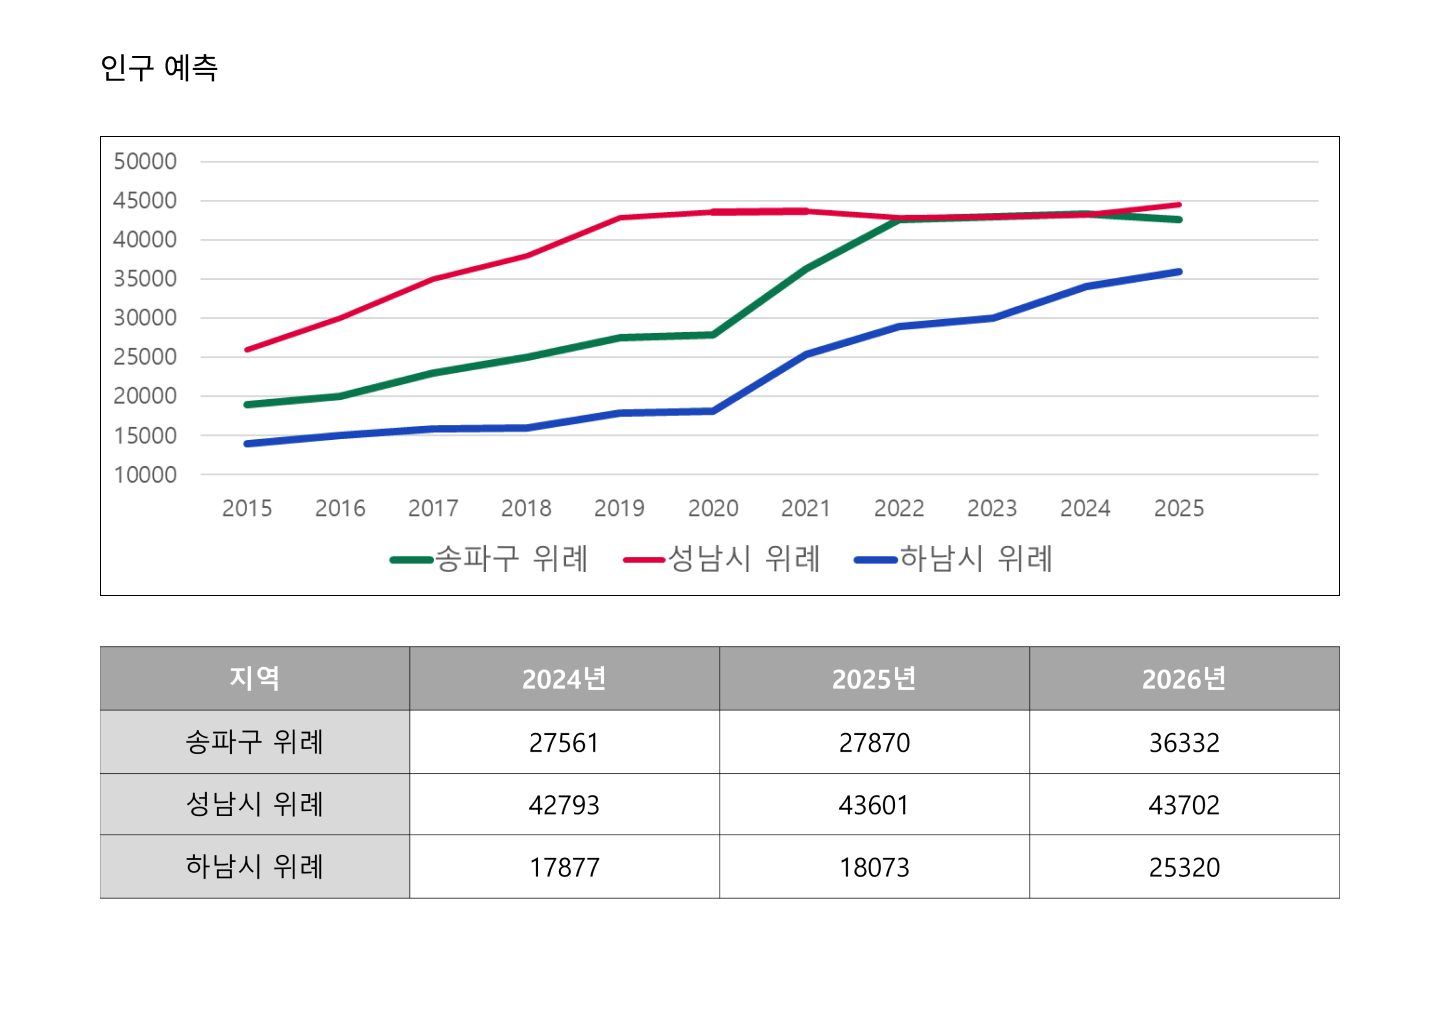 인구 예측
50000
45000
40000
35000
30000
25000
20000
15000
10000
2015 2016 2017 2018 2019 2020 2021 2022 2023 2024 2025
송파구 위례 성남시 위례 하남시 위례
지역 2024년 2025년 2026년
송파구 위례 27561 27870 36332
성남시 위례 42793 43601 43702
하남시 위례 17877 18073 25320